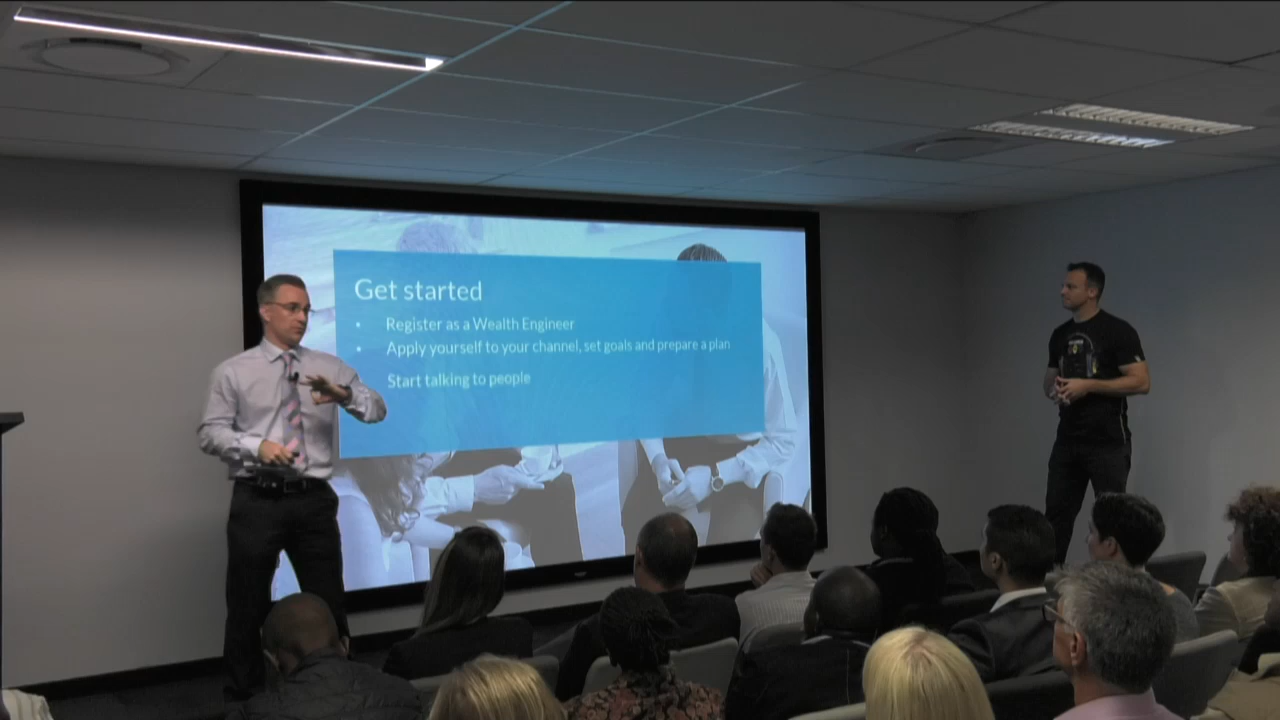 Get started
• Register as a Wealth Engineer
• Apply yourself to your channel, set goals and prepare a plan
Start talking to people